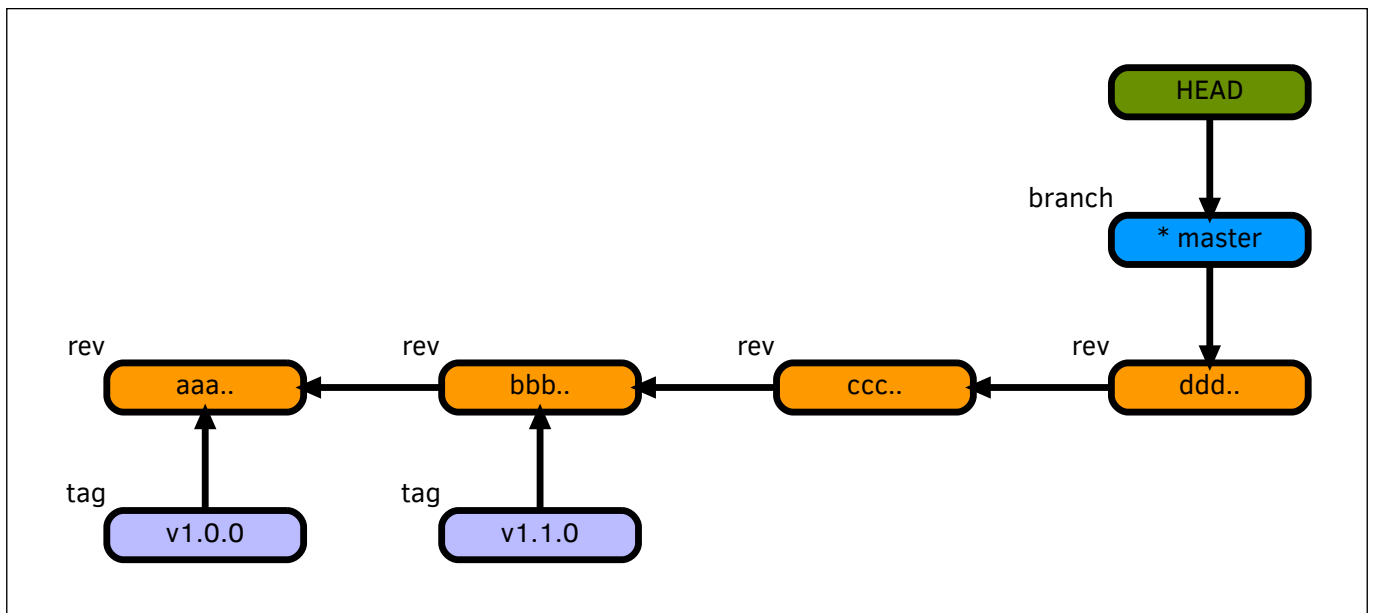 HEAD
branch
* master
rev
rev
rev
rev
aaa..
bbb..
ccc..
ddd..
tag
tag
v1.0.0
v1.1.0